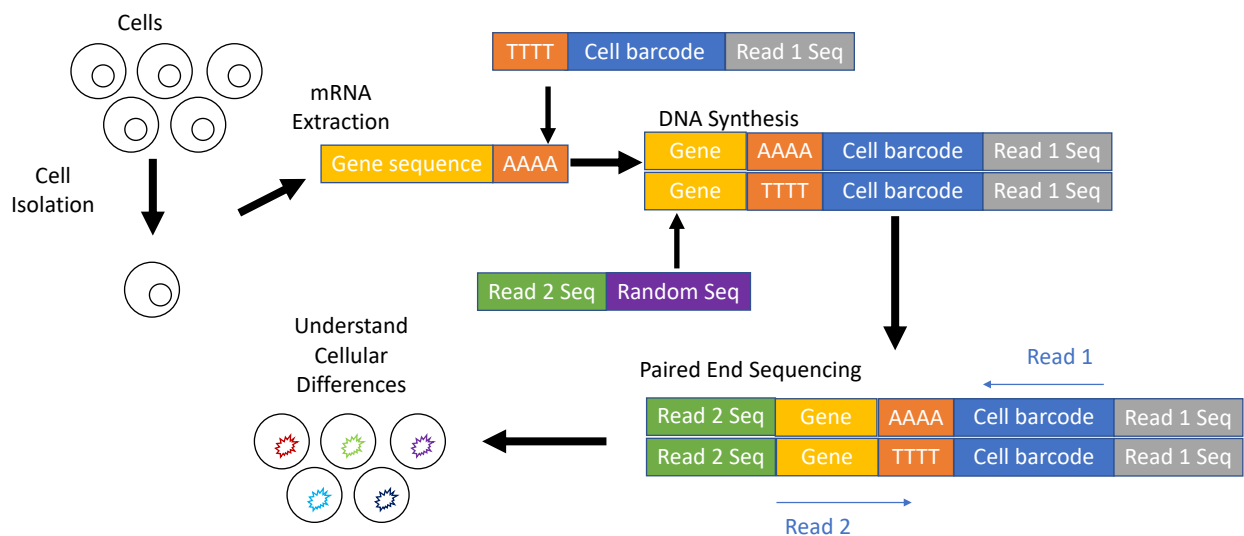 Cells
TTTT Cell barcode Read 1 Seq
mRNA
Extraction
DNA Synthesis
Gene sequence AAAA
Gene AAAA Cell barcode Read 1 Seq
Gene TTTT Cell barcode Read 1 Seq
Cell
Isolation
Read 2 Seq Random Seq
Understand
Cellular
Differences
Read 1
Paired End Sequencing
Read 2 Seq Gene AAAA Cell barcode Read 1 Seq
Read 2 Seq Gene TTTT Cell barcode Read 1 Seq
Read 2